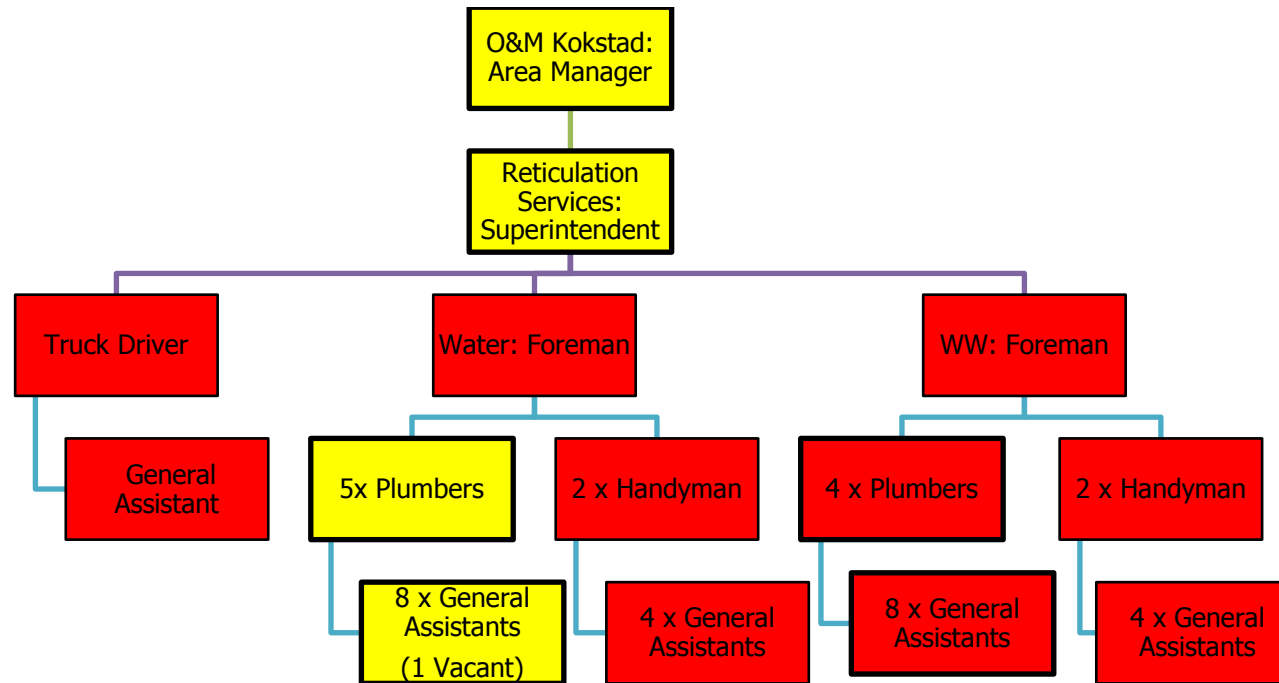 O&M Kokstad:
Area Manager
Reticulation
Services:
Superintendent
Truck Driver
Water: Foreman
WW: Foreman
General
Assistant
5x Plumbers
2 x Handyman
4 x Plumbers
2 x Handyman
8 x General
Assistants
(1 Vacant)
4 x General
Assistants
8 x General
Assistants
4 x General
Assistants